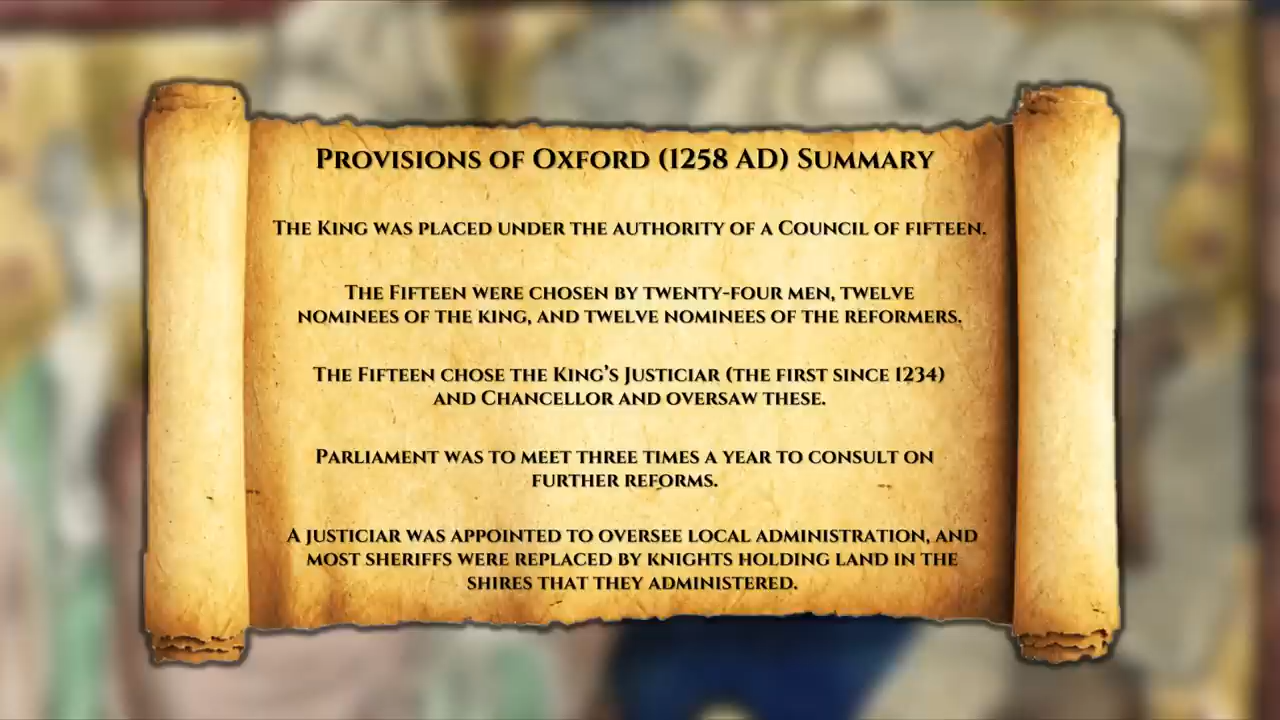 Provisions of Oxford (1258 AD) Summary
The King was placed under the authority of a Council of fifteen.
The Fifteen were chosen by twenty-four men, twelve
nominees of the king, and twelve nominees of the reformers.
The Fifteen chose the King's Justiciar (the first since 1234)
and Chancellor and oversaw these.
Parliament was to meet three times a year to consult on
further reforms.
A justiciar was appointed to oversee local administration, and
most sheriffs were replaced by knights holding land in the
shires that they administered.